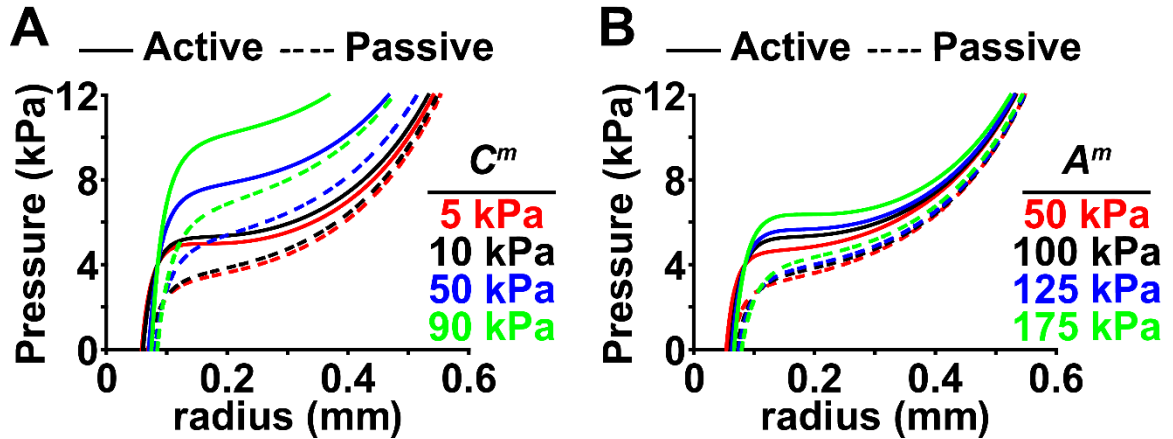 A
Active Passive
Pressure (kPa)
12
8
4
0
0 0.2 0.4 0.6
radius (mm)
C^m
5 kPa
10 kPa
50 kPa
90 kPa
B
Active Passive
Pressure (kPa)
12
8
4
0
0 0.2 0.4 0.6
radius (mm)
A^m
50 kPa
100 kPa
125 kPa
175 kPa